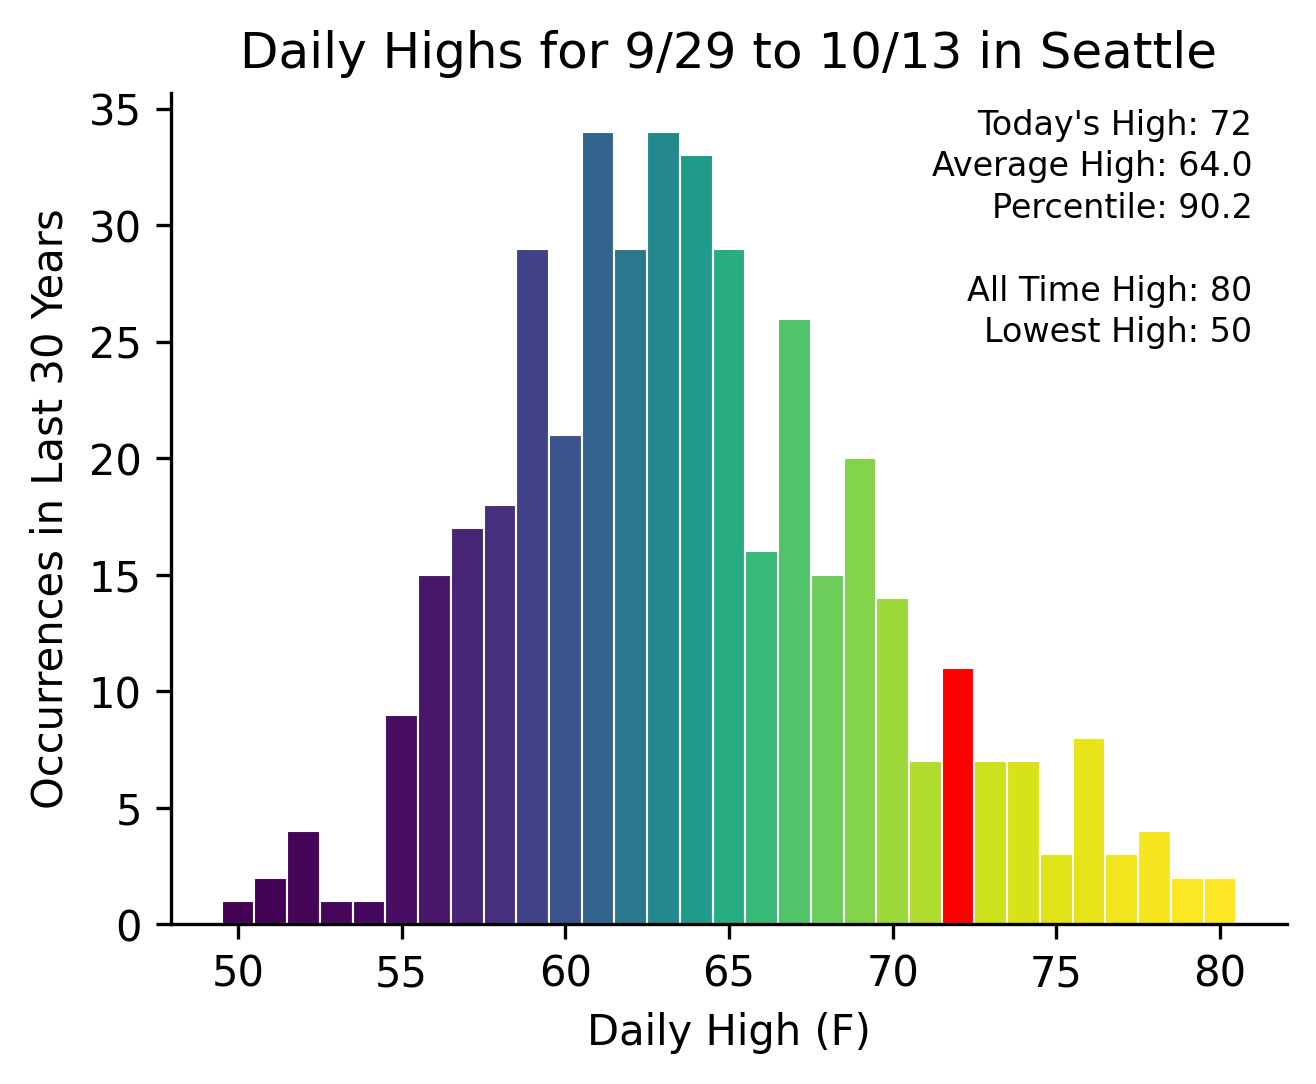 Daily Highs for 9/29 to 10/13 in Seattle
Today's High: 72
Average High: 64.0
Percentile: 90.2
All Time High: 80
Lowest High: 50
Occurrences in Last 30 Years
35
30
25
20
15
10
5
0
50 55 60 65 70 75 80
Daily High (F)